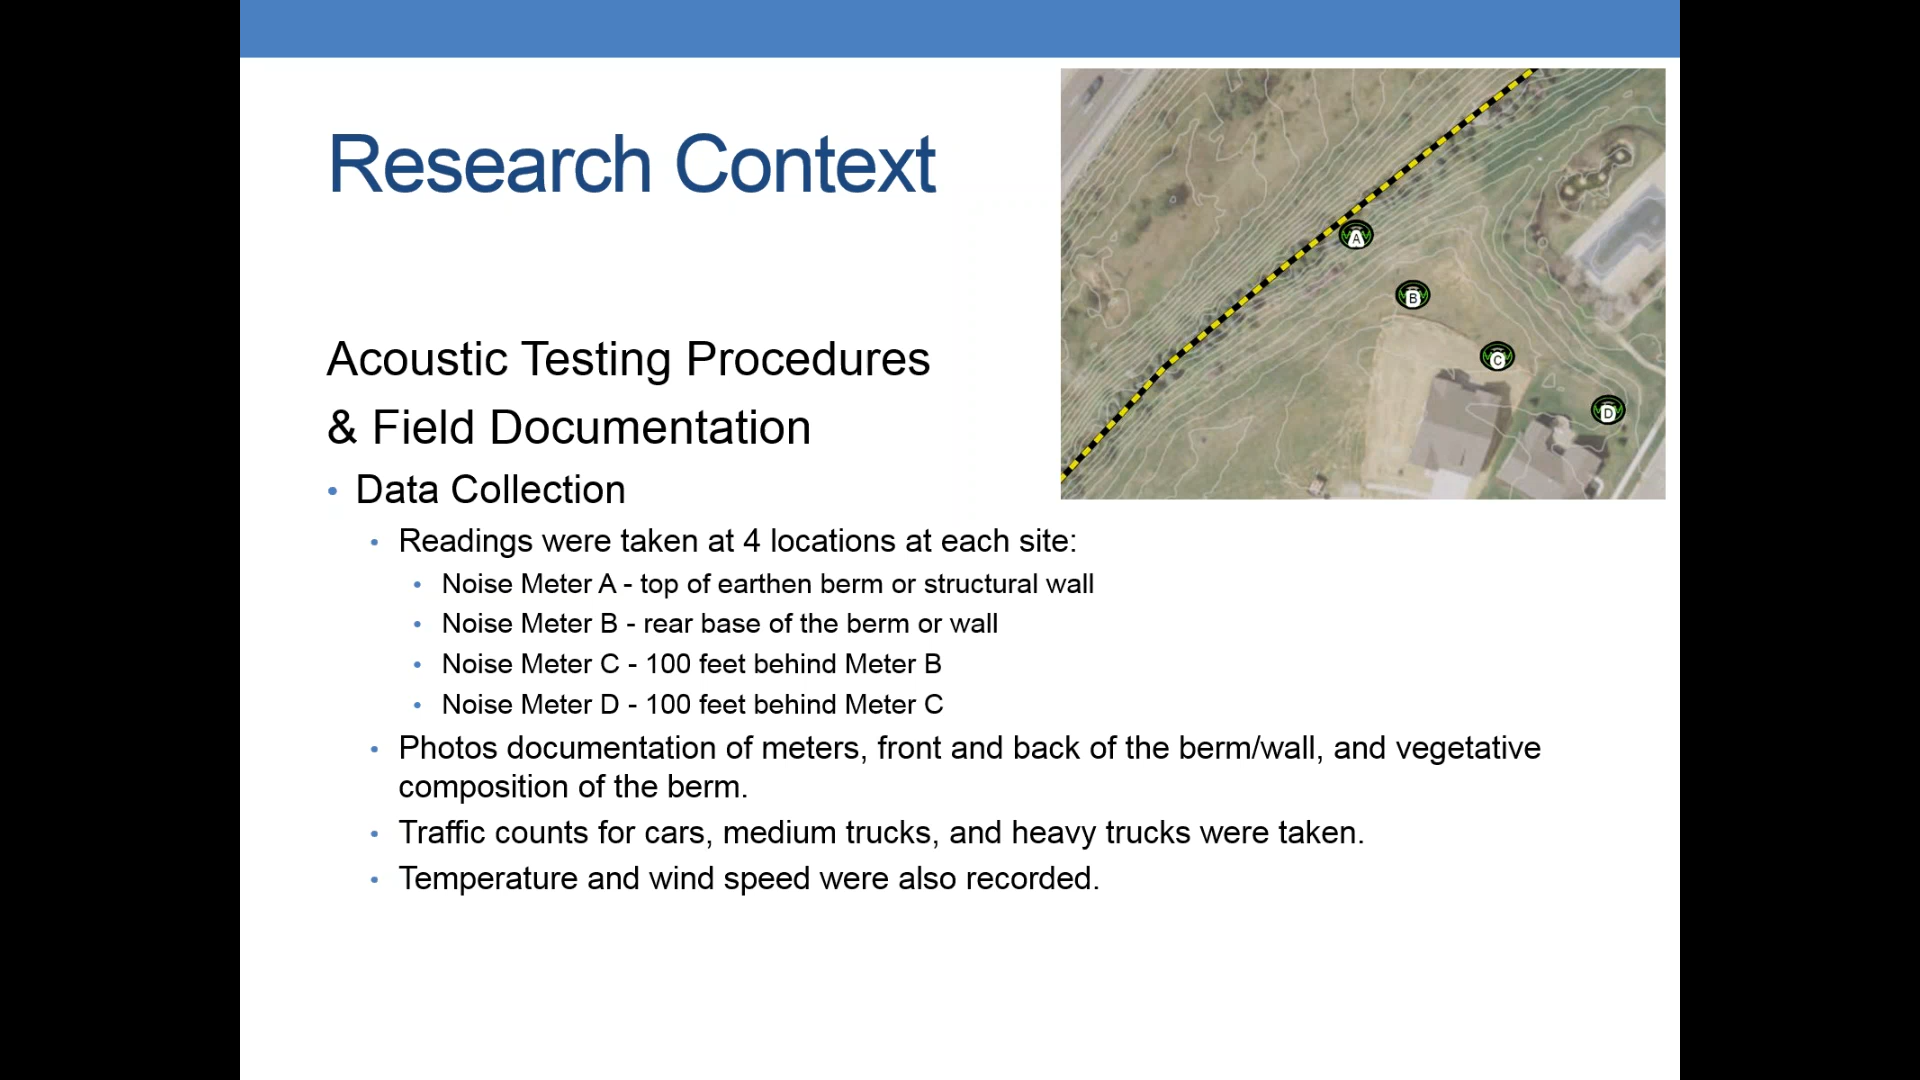 Research Context
A
B
C
D
Acoustic Testing Procedures
& Field Documentation
• Data Collection
• Readings were taken at 4 locations at each site:
• Noise Meter A - top of earthen berm or structural wall
• Noise Meter B - rear base of the berm or wall
• Noise Meter C - 100 feet behind Meter B
• Noise Meter D - 100 feet behind Meter C
• Photos documentation of meters, front and back of the berm/wall, and vegetative
composition of the berm.
• Traffic counts for cars, medium trucks, and heavy trucks were taken.
• Temperature and wind speed were also recorded.